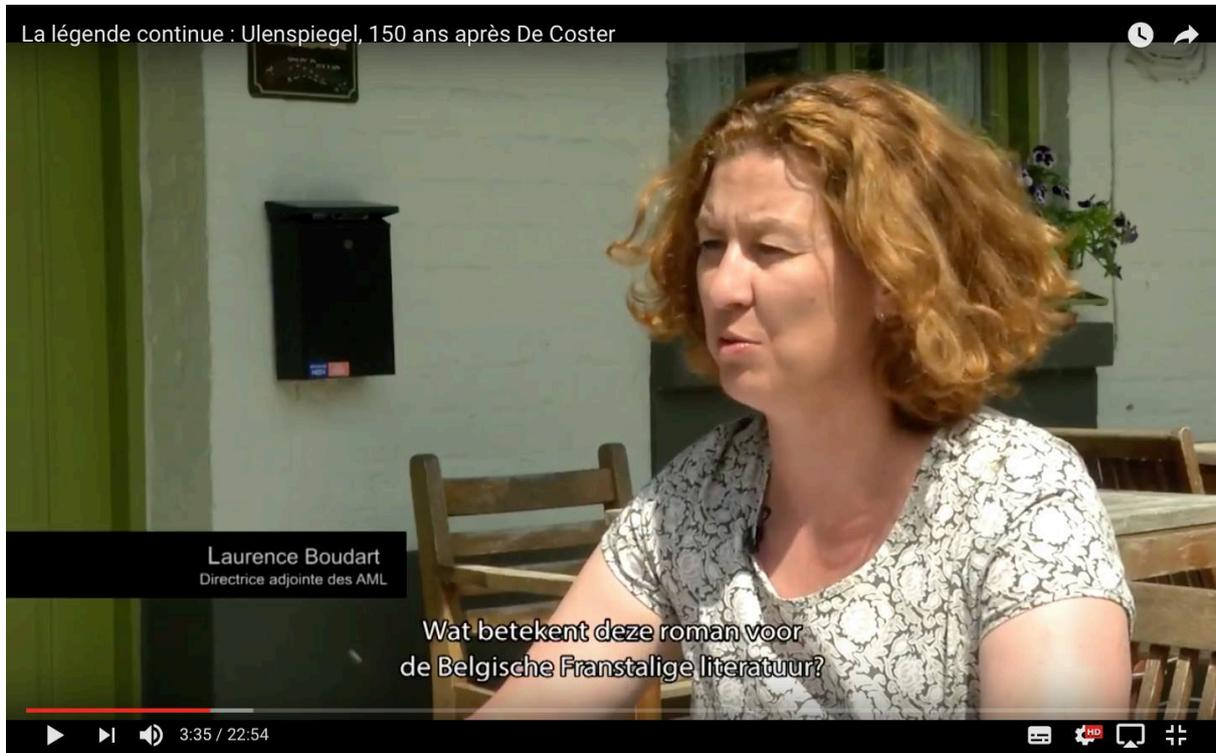 La légende continue : Ulenspiegel, 150 ans après De Coster
Laurence Boudart
Directrice adjointe des AML
Wat betekent deze roman voor
de Belgische Franstalige literatuur?
3:35 / 22:54
HD